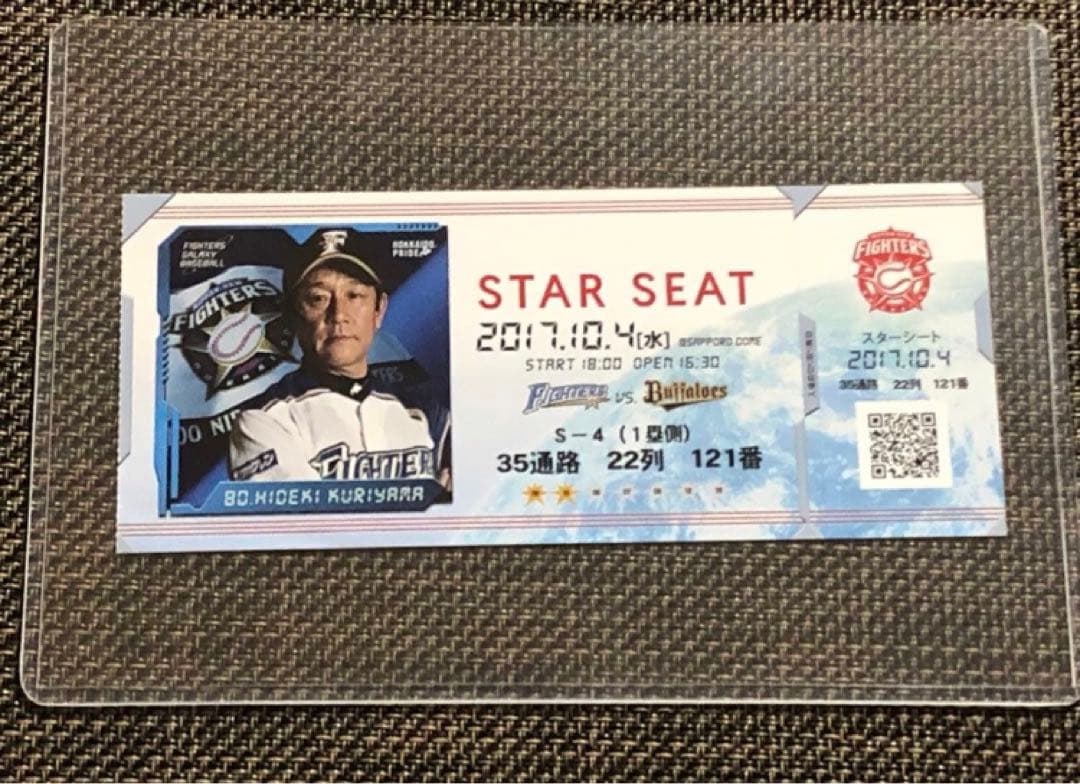 FIGHTERS
GALAXY
BASEBALL
HOKKAIDO
PRIDE
FIGHTERS
FIGHTERS
80.HIDEKI KURIYAMA
STAR SEAT
2017.10.4[水] @SAPPORO DOME
START 18:00 OPEN 16:30
FIGHTERS VS. Buffaloes
S-4 (1塁側)
35通路 22列 121番
FIGHTERS
スターシート
2017.10.4
35通路 22列 121番